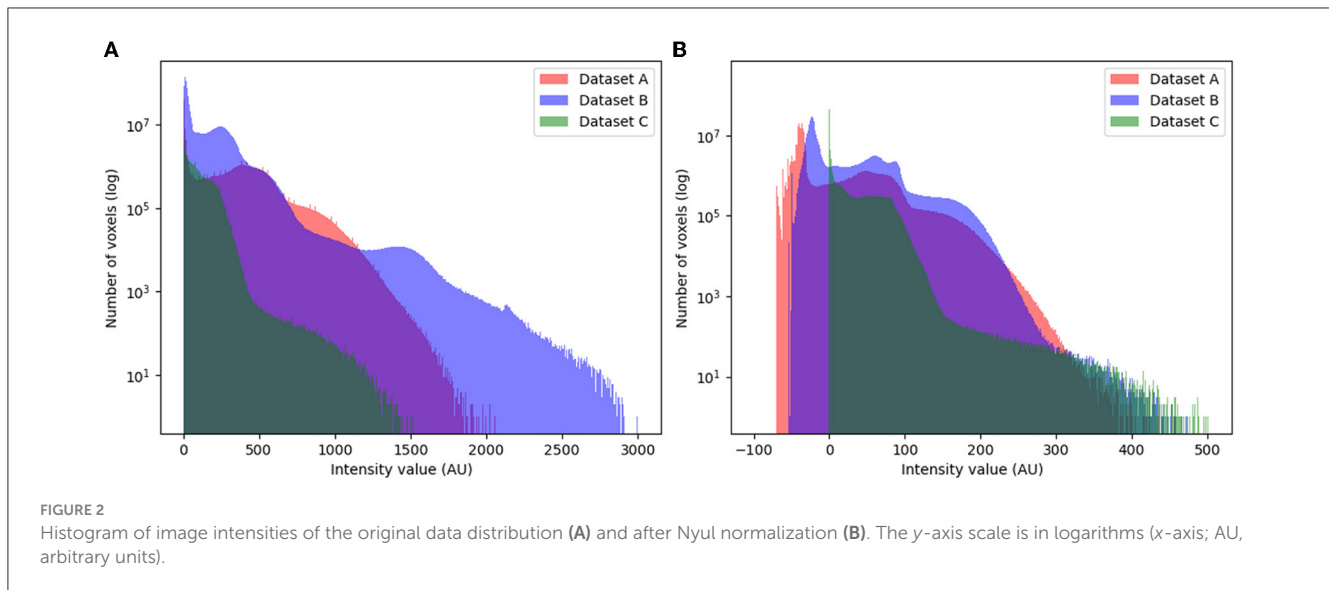 A
B
Dataset A
Dataset B
Dataset C
Number of voxels (log)
10^7
10^5
10^3
10^1
0 500 1000 1500 2000 2500 3000
Intensity value (AU)
Dataset A
Dataset B
Dataset C
Number of voxels (log)
10^7
10^5
10^3
10^1
−100 0 100 200 300 400 500
Intensity value (AU)
FIGURE 2
Histogram of image intensities of the original data distribution (A) and after Nyul normalization (B). The y-axis scale is in logarithms (x-axis; AU,
arbitrary units).